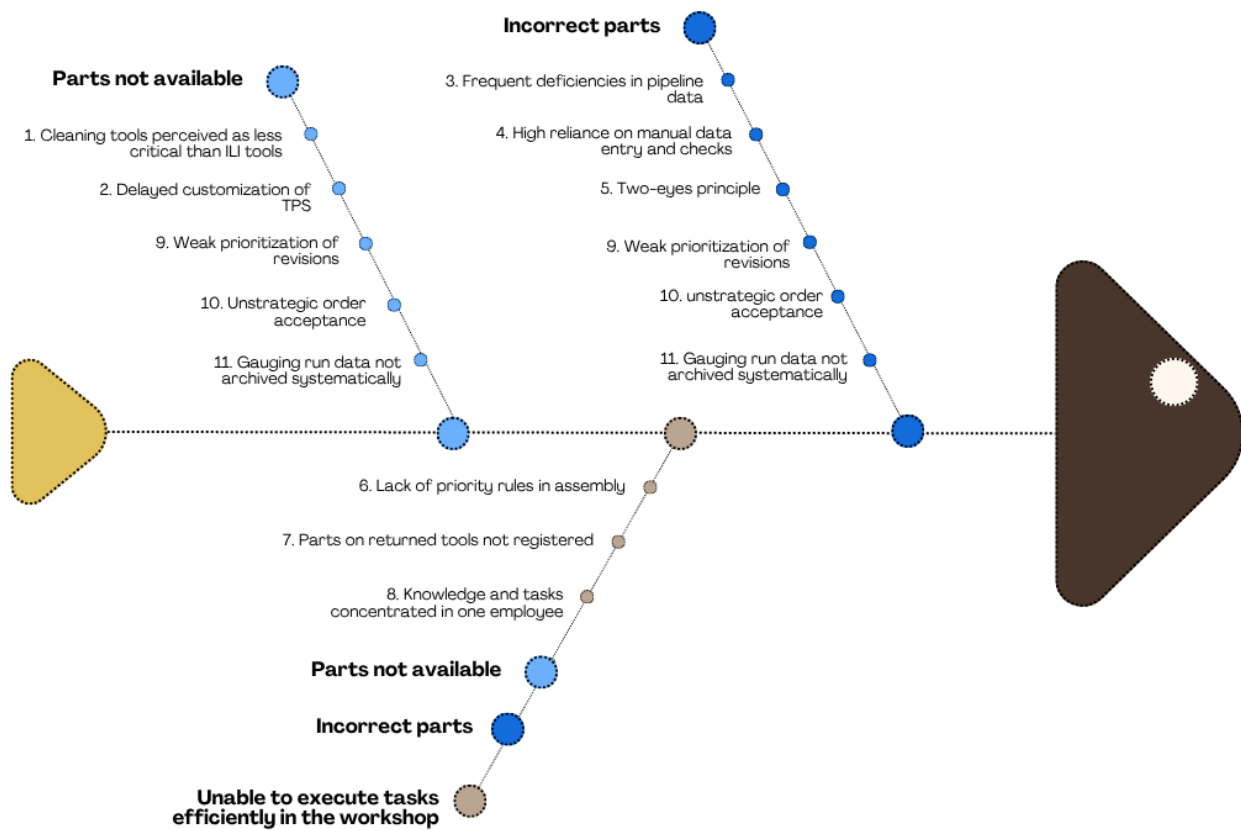 Parts not available
1. Cleaning tools perceived as less
critical than ILI tools
2. Delayed customization of
TPS
9. Weak prioritization of
revisions
10. Unstrategic order
acceptance
11. Gauging run data not
archived systematically
Incorrect parts
3. Frequent deficiencies in pipeline
data
4. High reliance on manual data
entry and checks
5. Two-eyes principle
9. Weak prioritization of
revisions
10. unstrategic order
acceptance
11. Gauging run data not
archived systematically
6. Lack of priority rules in assembly
7. Parts on returned tools not registered
8. Knowledge and tasks
concentrated in one employee
Parts not available
Incorrect parts
Unable to execute tasks
efficiently in the workshop